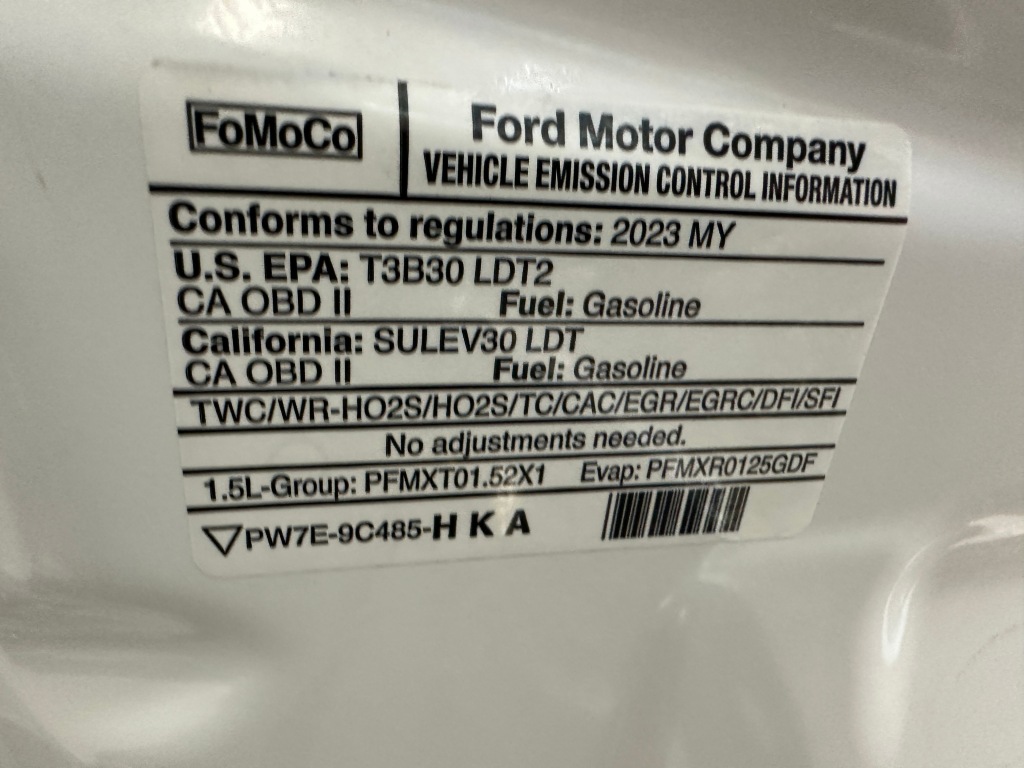 FoMoCo
Ford Motor Company
VEHICLE EMISSION CONTROL INFORMATION
Conforms to regulations: 2023 MY
U.S. EPA: T3B30 LDT2
CA OBD II Fuel: Gasoline
California: SULEV30 LDT
CA OBD II Fuel: Gasoline
TWC/WR-HO2S/HO2S/TC/CAC/EGR/EGRC/DFI/SFI
No adjustments needed.
1.5L-Group: PFMXT01.52X1 Evap: PFMXR0125GDF
PW7E-9C485-H K A